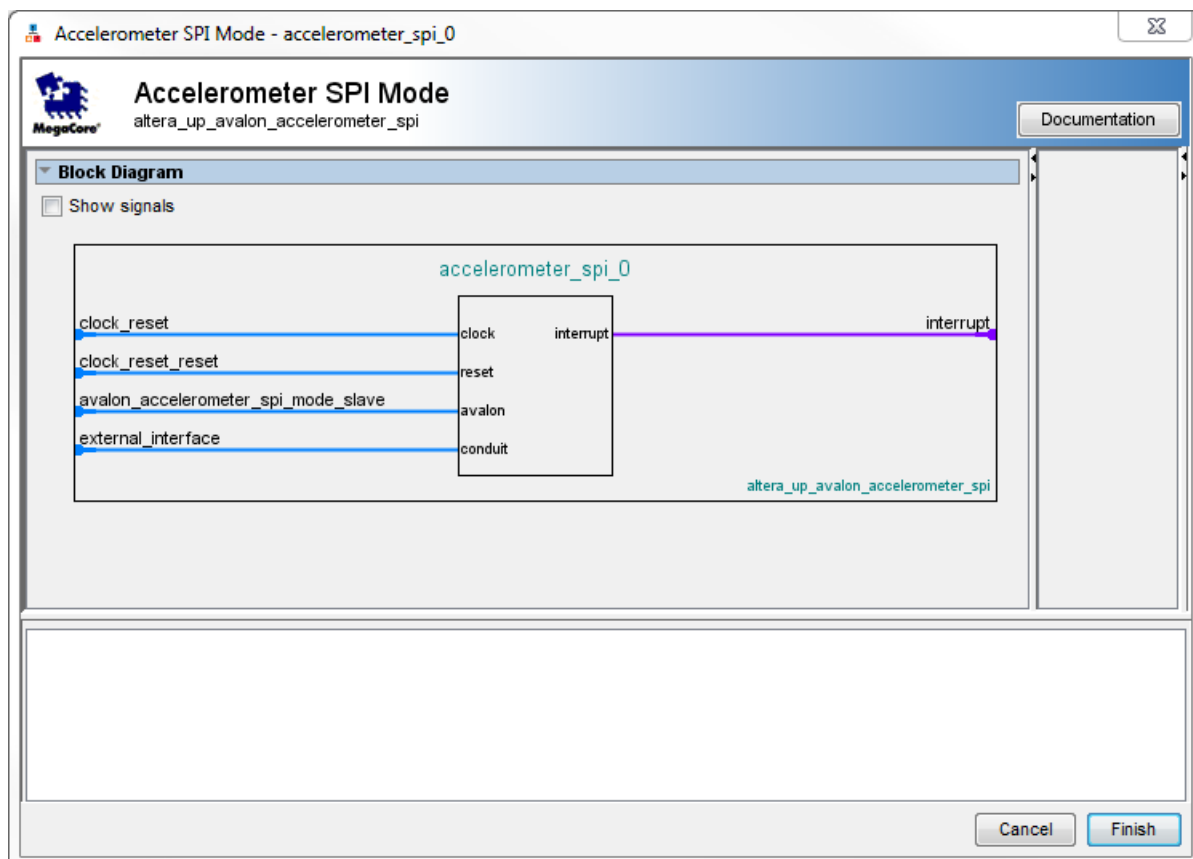 Accelerometer SPI Mode - accelerometer_spi_0
Accelerometer SPI Mode
altera_up_avalon_accelerometer_spi
MegaCore®
Documentation
Block Diagram
Show signals
accelerometer_spi_0
clock_reset
clock
interrupt
interrupt
clock_reset_reset
reset
avalon_accelerometer_spi_mode_slave
avalon
external_interface
conduit
altera_up_avalon_accelerometer_spi
Cancel
Finish